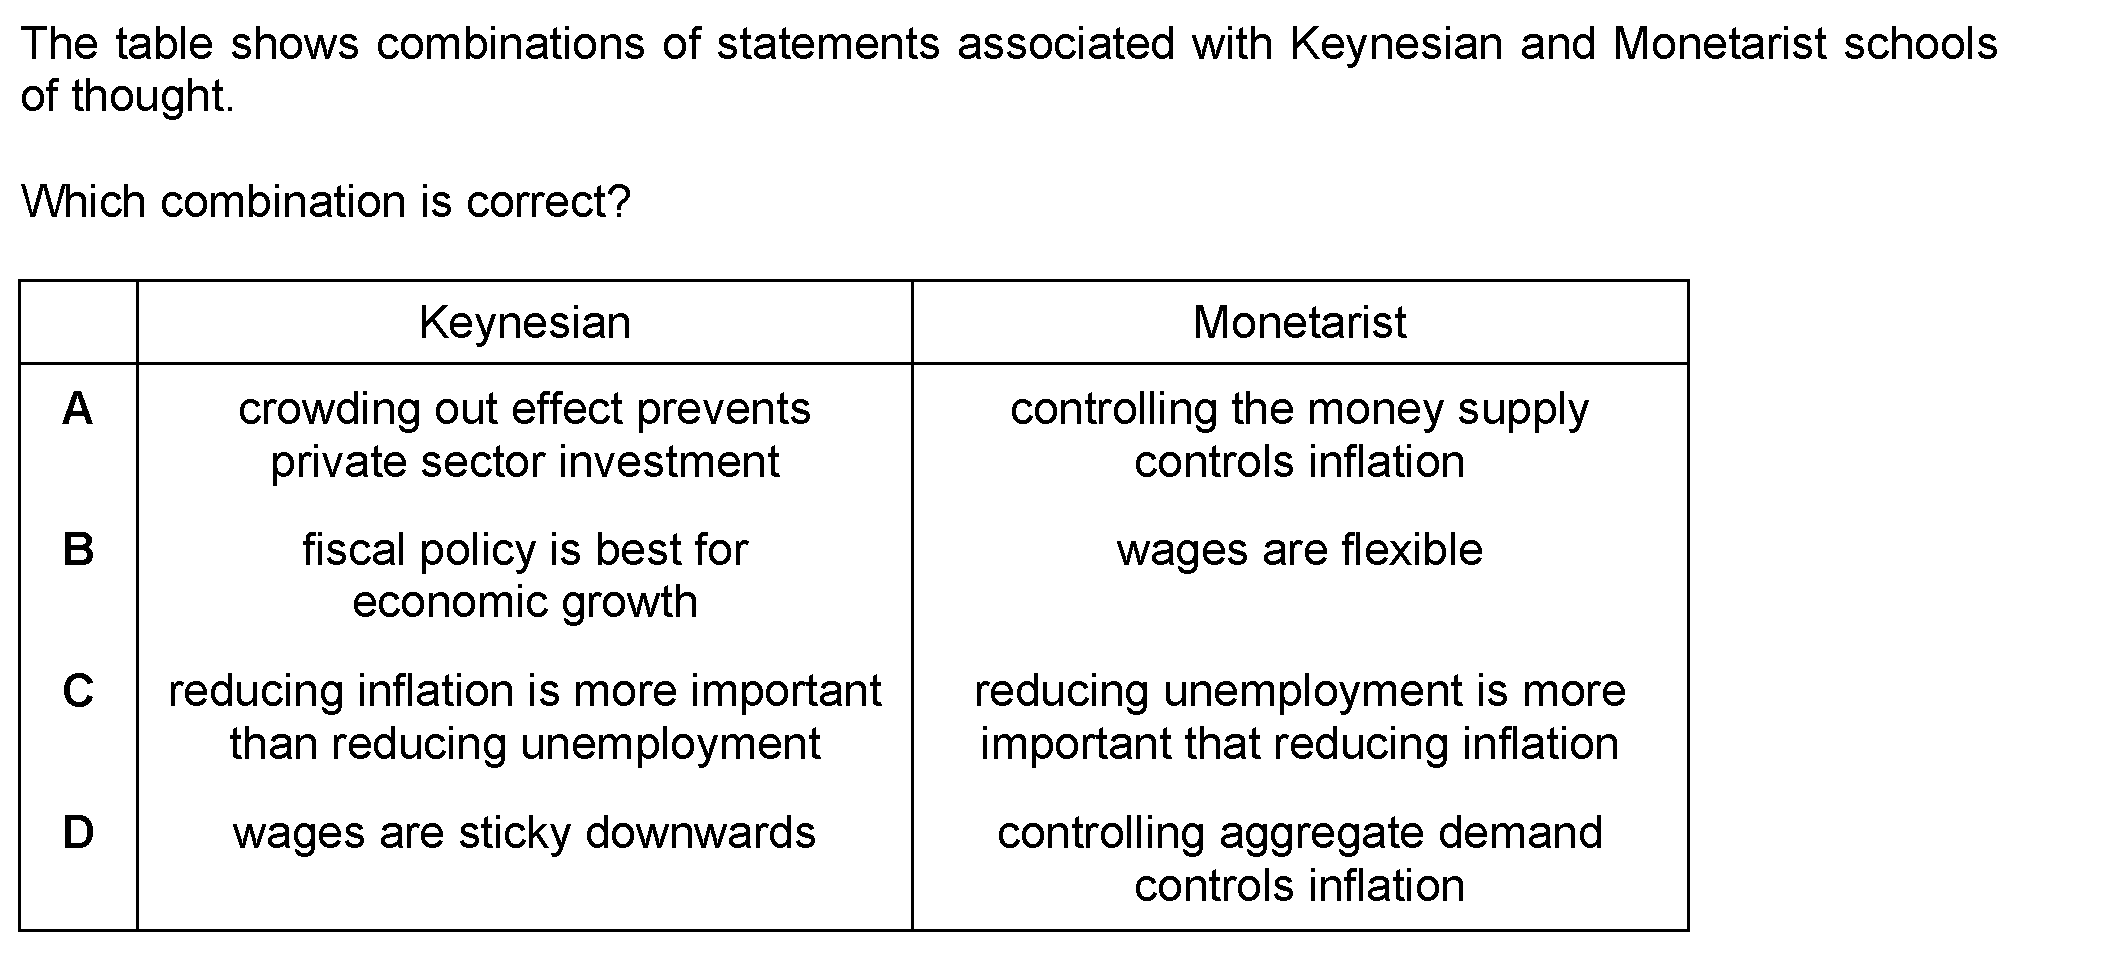 The table shows combinations of statements associated with Keynesian and Monetarist schools
of thought.
Which combination is correct?
Keynesian Monetarist
A crowding out effect prevents controlling the money supply
private sector investment controls inflation
B fiscal policy is best for wages are flexible
economic growth
C reducing inflation is more important reducing unemployment is more
than reducing unemployment important that reducing inflation
D wages are sticky downwards controlling aggregate demand
controls inflation